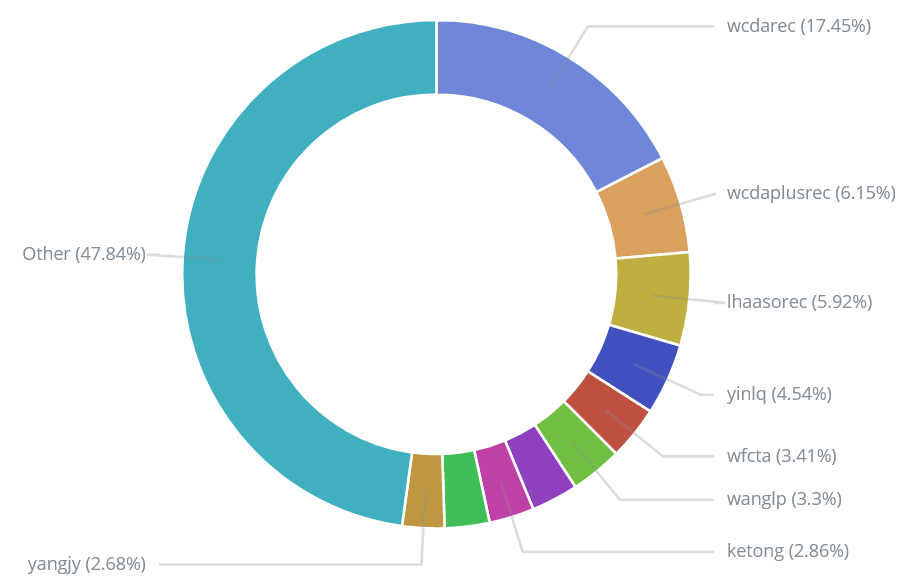 wcdarec (17.45%)
wcdaplusrec (6.15%)
lhaasorec (5.92%)
yinlq (4.54%)
wfcta (3.41%)
wanglp (3.3%)
ketong (2.86%)
yangjy (2.68%)
Other (47.84%)